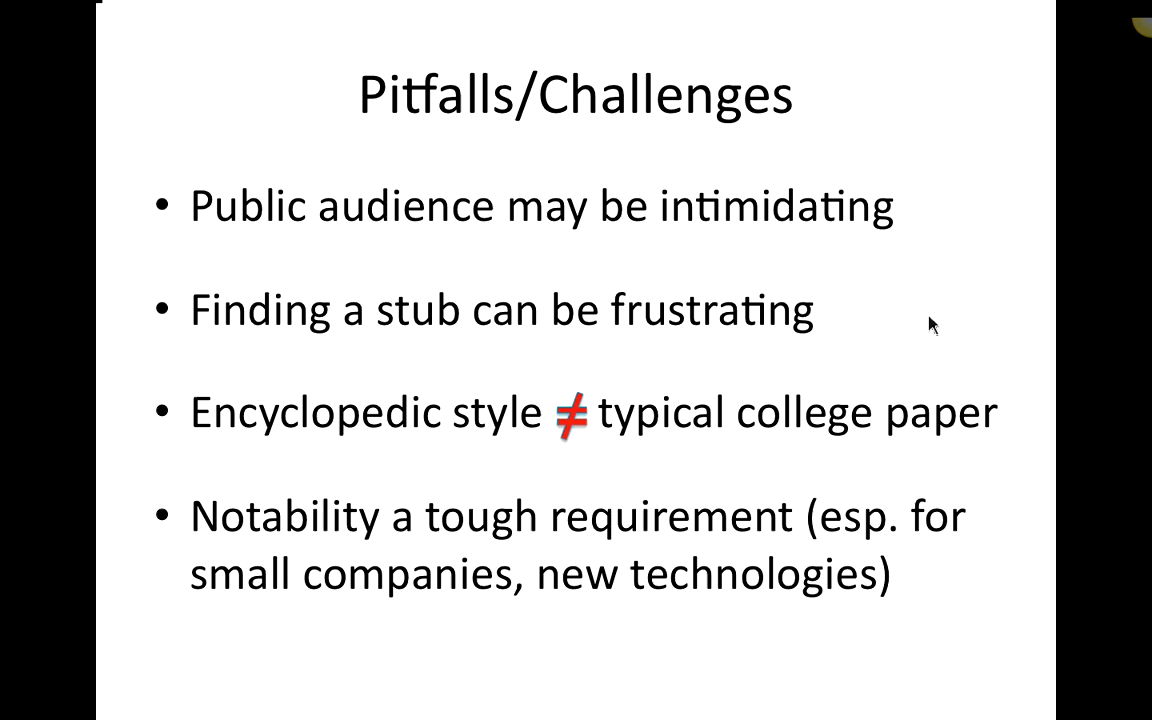 Pitfalls/Challenges
• Public audience may be intimidating
• Finding a stub can be frustrating
• Encyclopedic style ≠ typical college paper
• Notability a tough requirement (esp. for
small companies, new technologies)